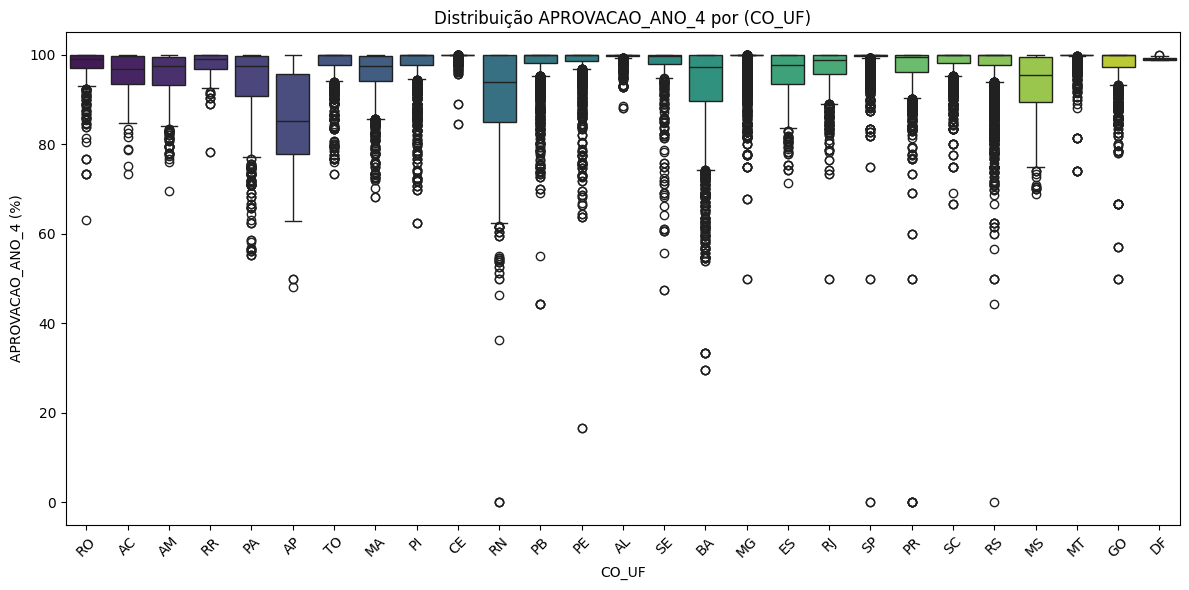 Distribuição APROVACAO_ANO_4 por (CO_UF)
APROVACAO_ANO_4 (%)
100
80
60
40
20
0
RO AC AM RR PA AP TO MA PI CE RN PB PE AL SE BA MG ES RJ SP PR SC RS MS MT GO DF
CO_UF